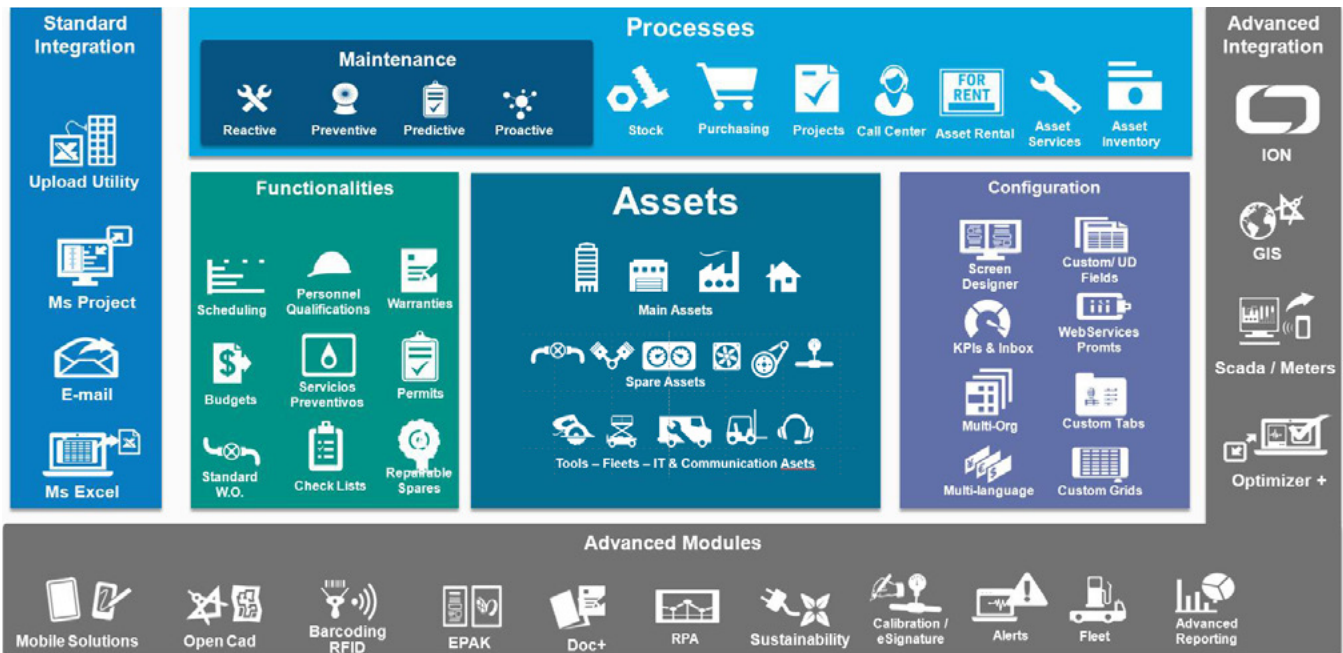 Standard
Integration
Upload Utility
Ms Project
E-mail
Ms Excel
Processes
Maintenance
Reactive
Preventive
Predictive
Proactive
Stock
Purchasing
Projects
Call Center
FOR
RENT
Asset Rental
Asset
Services
Asset
Inventory
Functionalities
Scheduling
Personnel
Qualifications
Warranties
Budgets
Servicios
Preventivos
Permits
Standard
W.O.
Check Lists
Repairable
Spares
Assets
Main Assets
Spare Assets
Tools – Fleets – IT & Communication Asets
Configuration
Screen
Designer
Custom/ UD
Fields
KPIs & Inbox
WebServices
Promts
Multi-Org
Custom Tabs
Multi-language
Custom Grids
Advanced
Integration
ION
GIS
Scada / Meters
Optimizer +
Advanced Modules
Mobile Solutions
Open Cad
Barcoding
RFID
EPAK
Doc+
RPA
Sustainability
Calibration /
eSignature
Alerts
Fleet
Advanced
Reporting